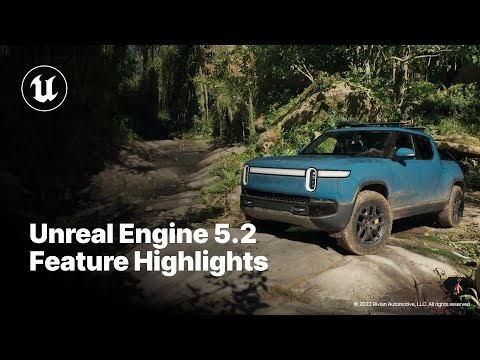 Unreal Engine 5.2
Feature Highlights
© 2023 Rivian Automotive, LLC. All rights reserved